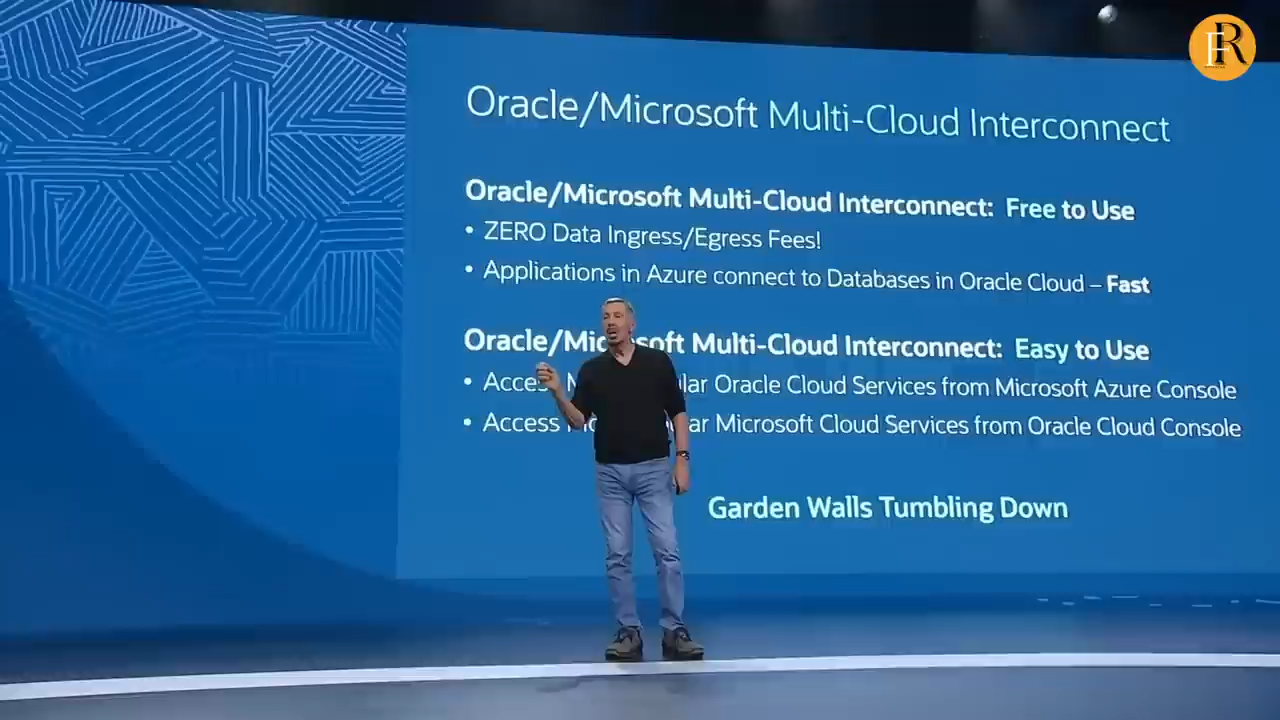 Oracle/Microsoft Multi-Cloud Interconnect
Oracle/Microsoft Multi-Cloud Interconnect: Free to Use
• ZERO Data Ingress/Egress Fees!
• Applications in Azure connect to Databases in Oracle Cloud – Fast
Oracle/Microsoft Multi-Cloud Interconnect: Easy to Use
• Access Oracle Cloud Services from Microsoft Azure Console
• Access Microsoft Cloud Services from Oracle Cloud Console
Garden Walls Tumbling Down